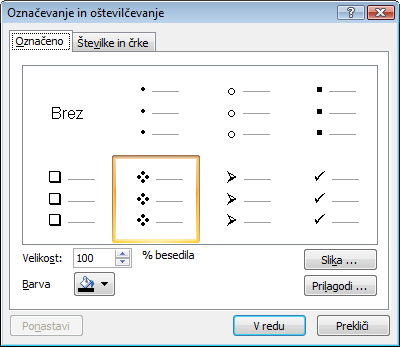 Označevanje in oštevilčevanje
Označeno
Številke in črke
Brez
Velikost: 100 % besedila
Slika ...
Barva
Prilagodi ...
Ponastavi
V redu
Prekliči